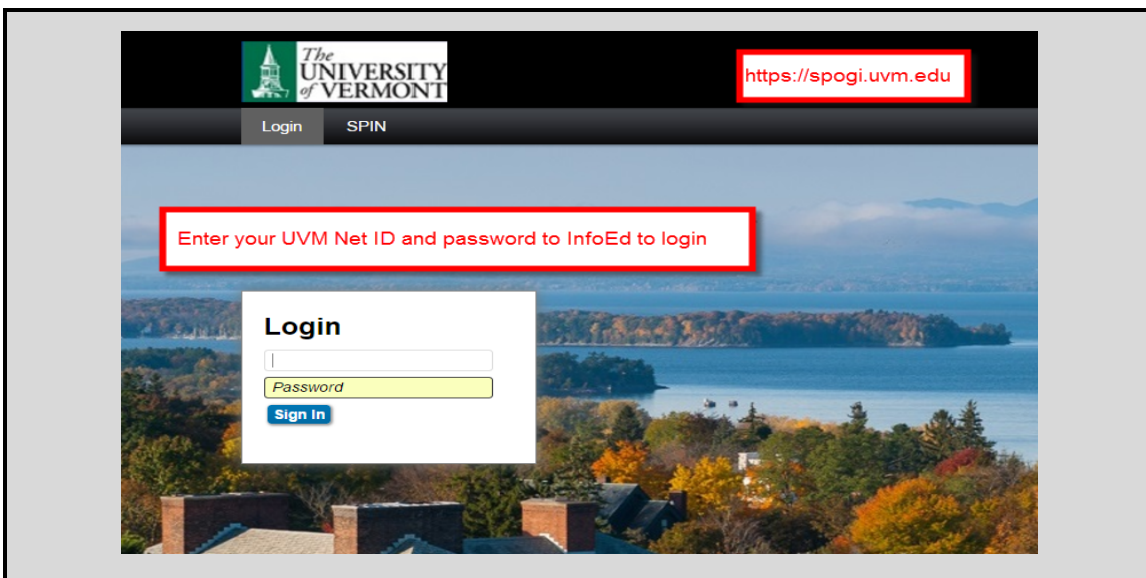 The
UNIVERSITY
of VERMONT
https://spogi.uvm.edu
Login SPIN
Enter your UVM Net ID and password to InfoEd to login
Login
Password
Sign In